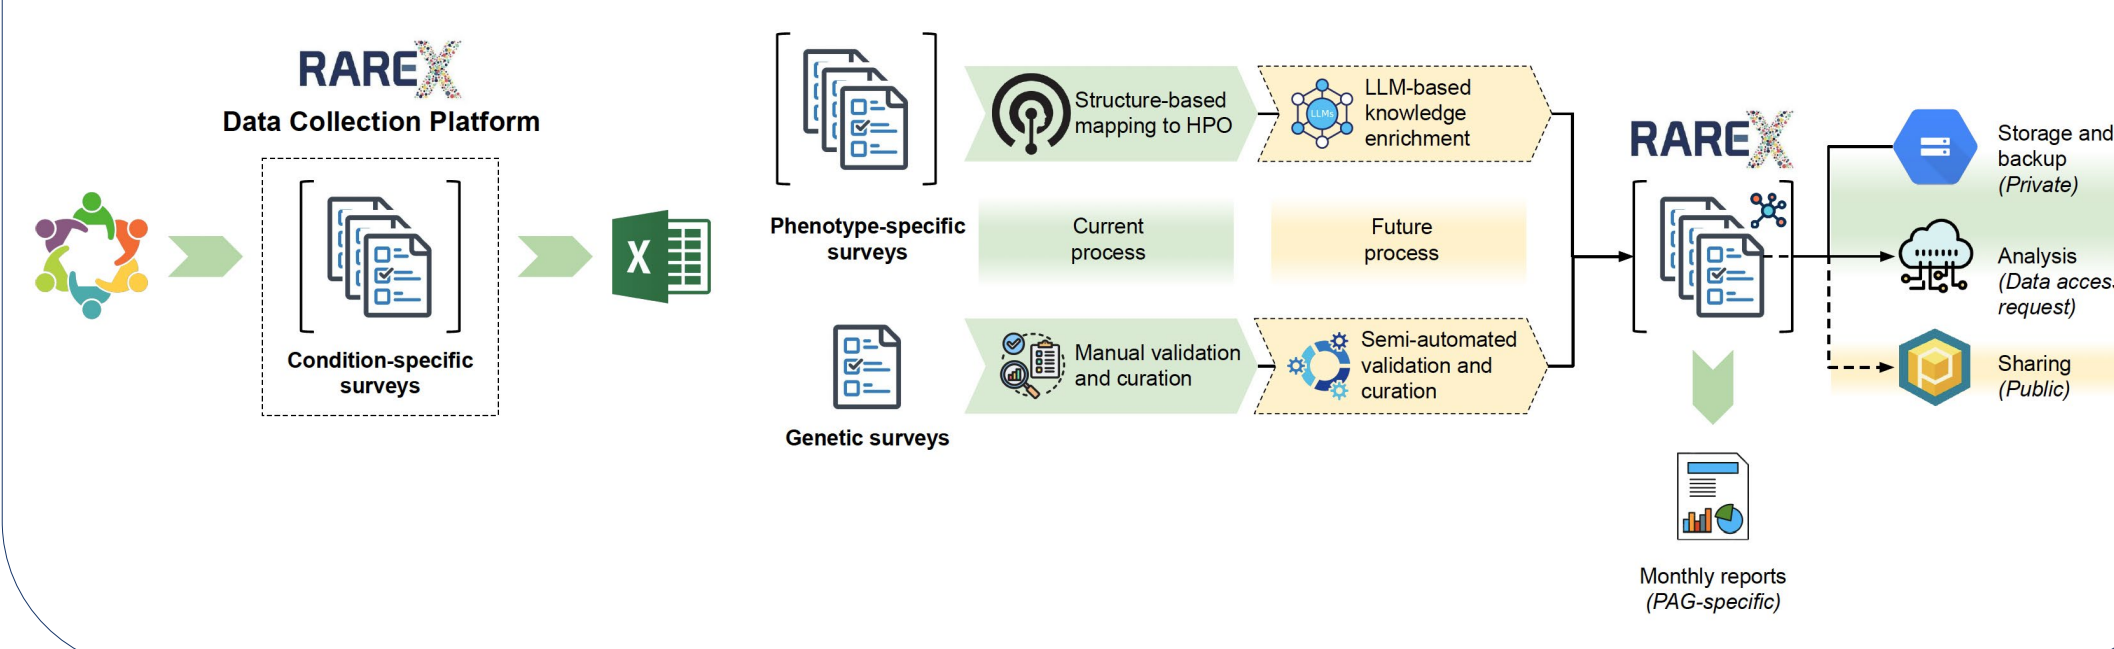 RAREX
Data Collection Platform
Condition-specific
surveys
X
Phenotype-specific
surveys
Structure-based
mapping to HPO
LLMs
LLM-based
knowledge
enrichment
Current
process
Future
process
Genetic surveys
Manual validation
and curation
Semi-automated
validation and
curation
RAREX
Storage and
backup
(Private)
Analysis
(Data access
request)
Sharing
(Public)
Monthly reports
(PAG-specific)